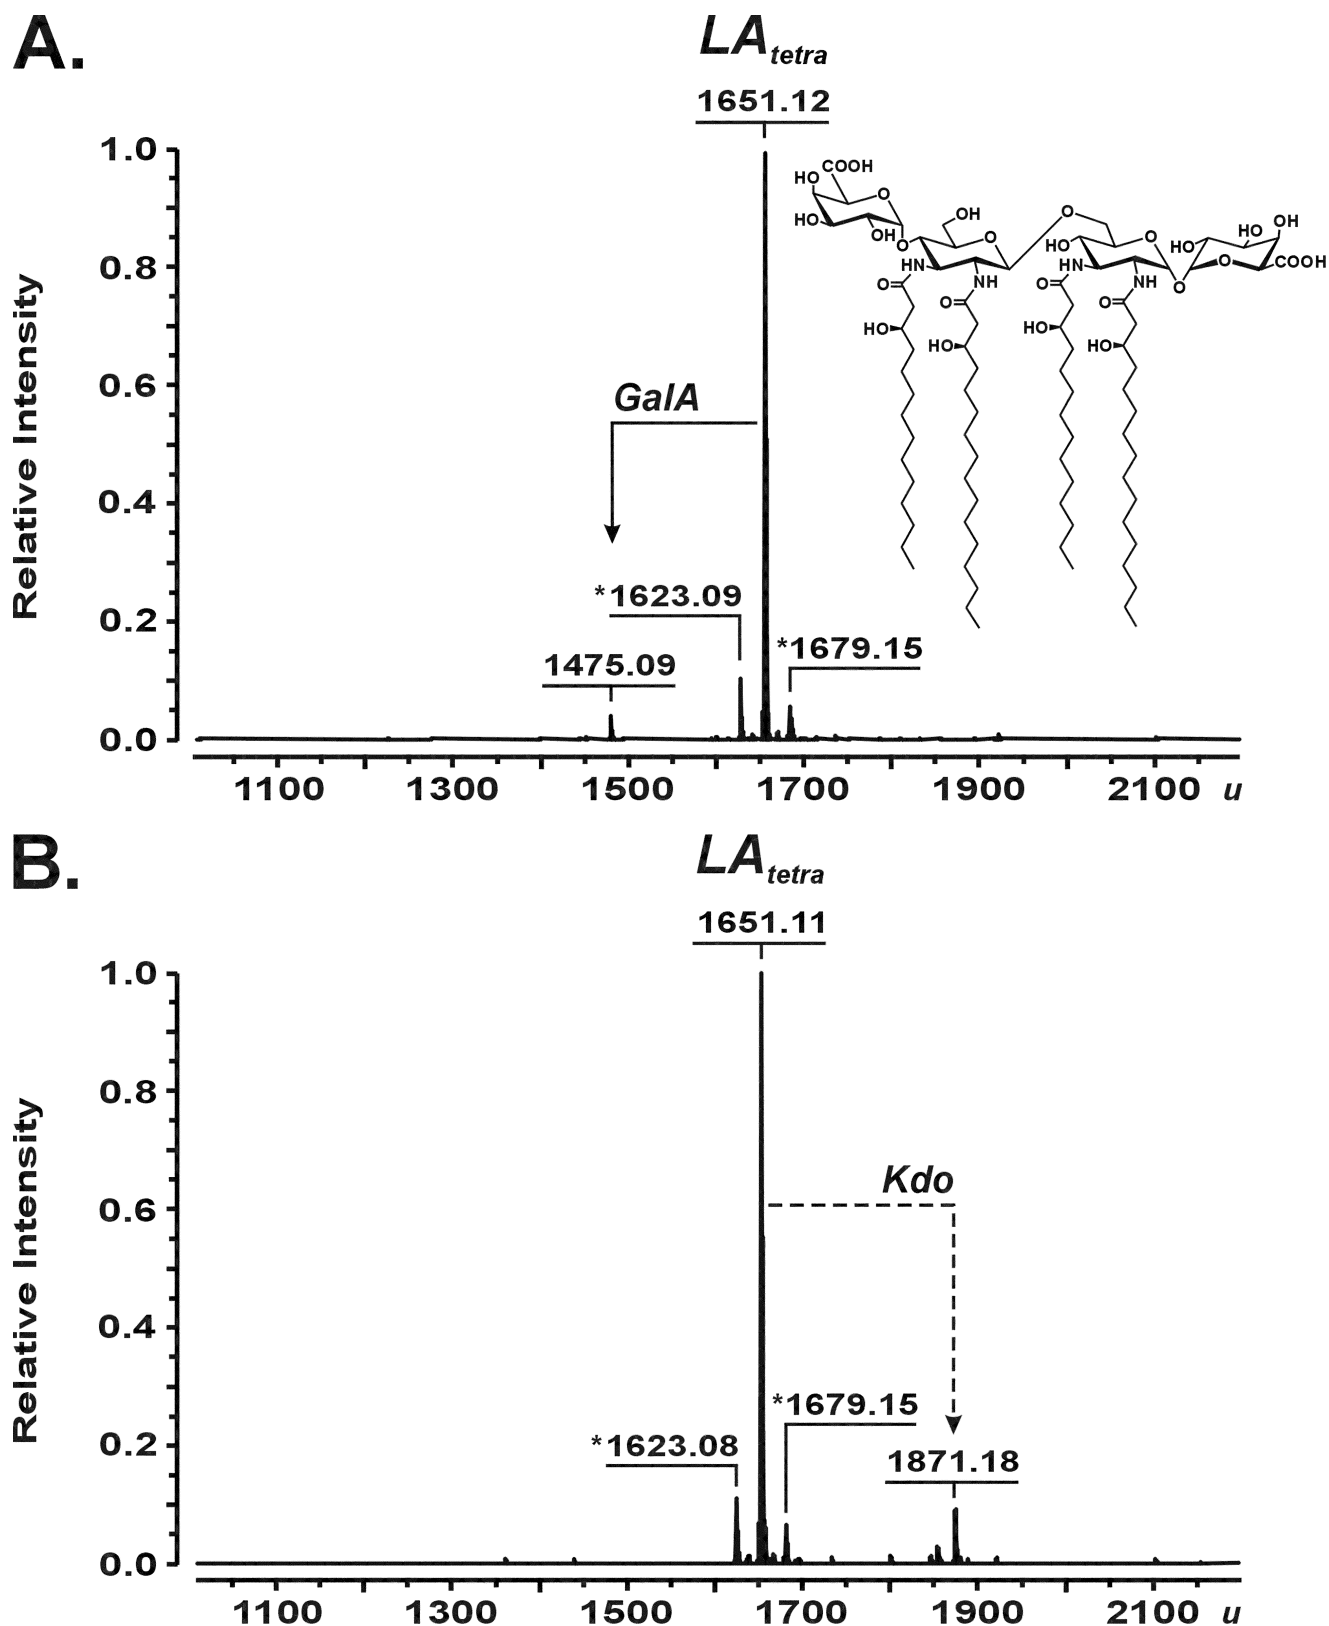 A.
LAtetra
1651.12
1.0
0.8
0.6
0.4
0.2
0.0
Relative Intensity
GalA
*1623.09
1475.09
*1679.15
COOH
HO
O
HO
OH
O
OH
O
HN
NH
O
O
HO
HO
O
HO
O
HO
HO
OH
O
COOH
O
HN
NH
O
O
HO
HO
1100 1300 1500 1700 1900 2100 u
B.
LAtetra
1651.11
1.0
0.8
0.6
0.4
0.2
0.0
Relative Intensity
Kdo
*1679.15
*1623.08
1871.18
1100 1300 1500 1700 1900 2100 u